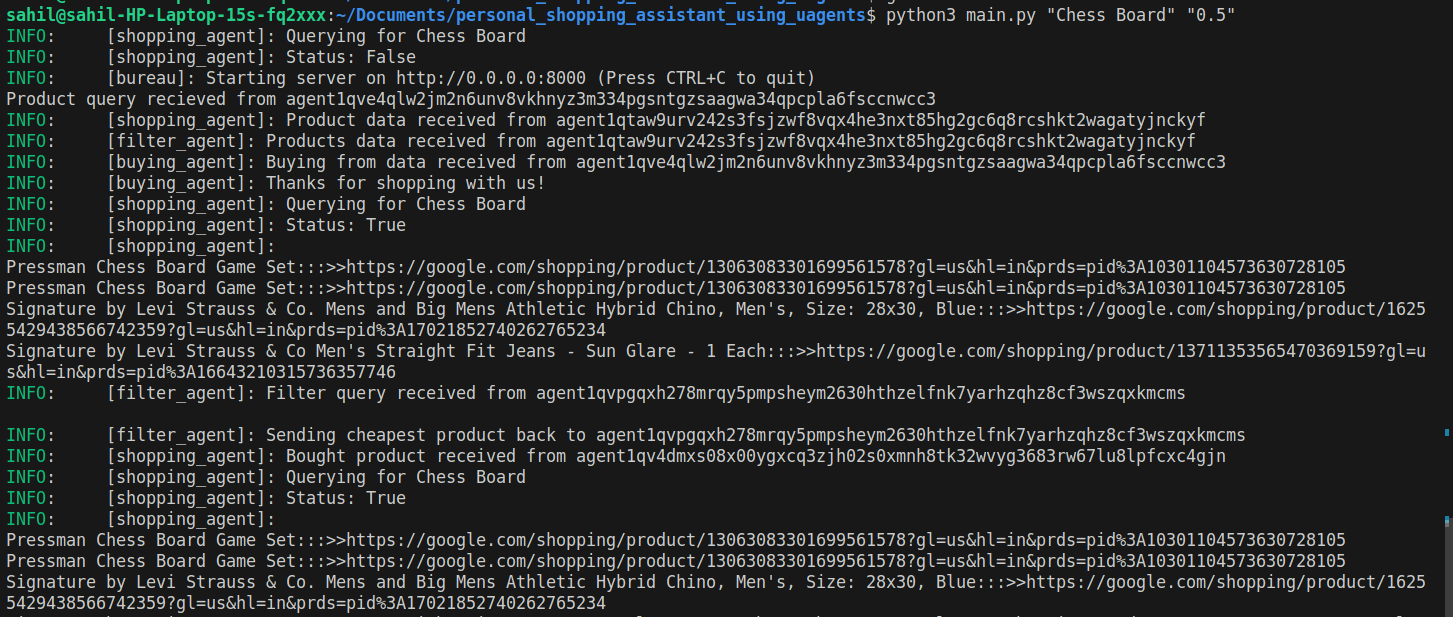 sahil@sahil-HP-Laptop-15s-fq2xxx:~/Documents/personal_shopping_assistant_using_uagents$ python3 main.py "Chess Board" "0.5"
INFO:     [shopping_agent]: Querying for Chess Board
INFO:     [shopping_agent]: Status: False
INFO:     [bureau]: Starting server on http://0.0.0.0:8000 (Press CTRL+C to quit)
Product query recieved from agent1qve4qlw2jm2n6unv8vkhnyz3m334pgsntgzsaagwa34qpcpla6fsccnwcc3
INFO:     [shopping_agent]: Product data received from agent1qtaw9urv242s3fsjzwf8vqx4he3nxt85hg2gc6q8rcshkt2wagatyjnckyf
INFO:     [filter_agent]: Products data received from agent1qtaw9urv242s3fsjzwf8vqx4he3nxt85hg2gc6q8rcshkt2wagatyjnckyf
INFO:     [buying_agent]: Buying from data received from agent1qve4qlw2jm2n6unv8vkhnyz3m334pgsntgzsaagwa34qpcpla6fsccnwcc3
INFO:     [buying_agent]: Thanks for shopping with us!
INFO:     [shopping_agent]: Querying for Chess Board
INFO:     [shopping_agent]: Status: True
INFO:     [shopping_agent]:
Pressman Chess Board Game Set:::>>https://google.com/shopping/product/13063083301699561578?gl=us&hl=in&prds=pid%3A10301104573630728105
Pressman Chess Board Game Set:::>>https://google.com/shopping/product/13063083301699561578?gl=us&hl=in&prds=pid%3A10301104573630728105
Signature by Levi Strauss & Co. Mens and Big Mens Athletic Hybrid Chino, Men's, Size: 28x30, Blue:::>>https://google.com/shopping/product/1625
5429438566742359?gl=us&hl=in&prds=pid%3A17021852740262765234
Signature by Levi Strauss & Co Men's Straight Fit Jeans - Sun Glare - 1 Each:::>>https://google.com/shopping/product/13711353565470369159?gl=u
s&hl=in&prds=pid%3A16643210315736357746
INFO:     [filter_agent]: Filter query received from agent1qvpgqxh278mrqy5pmpsheym2630hthzelfnk7yarhzqhz8cf3wszqxkmcms
INFO:     [filter_agent]: Sending cheapest product back to agent1qvpgqxh278mrqy5pmpsheym2630hthzelfnk7yarhzqhz8cf3wszqxkmcms
INFO:     [shopping_agent]: Bought product received from agent1qv4dmxs08x00ygxcq3zjh02s0xmnh8tk32wvyg3683rw67lu8lpfcxc4gjn
INFO:     [shopping_agent]: Querying for Chess Board
INFO:     [shopping_agent]: Status: True
INFO:     [shopping_agent]:
Pressman Chess Board Game Set:::>>https://google.com/shopping/product/13063083301699561578?gl=us&hl=in&prds=pid%3A10301104573630728105
Pressman Chess Board Game Set:::>>https://google.com/shopping/product/13063083301699561578?gl=us&hl=in&prds=pid%3A10301104573630728105
Signature by Levi Strauss & Co. Mens and Big Mens Athletic Hybrid Chino, Men's, Size: 28x30, Blue:::>>https://google.com/shopping/product/1625
5429438566742359?gl=us&hl=in&prds=pid%3A17021852740262765234